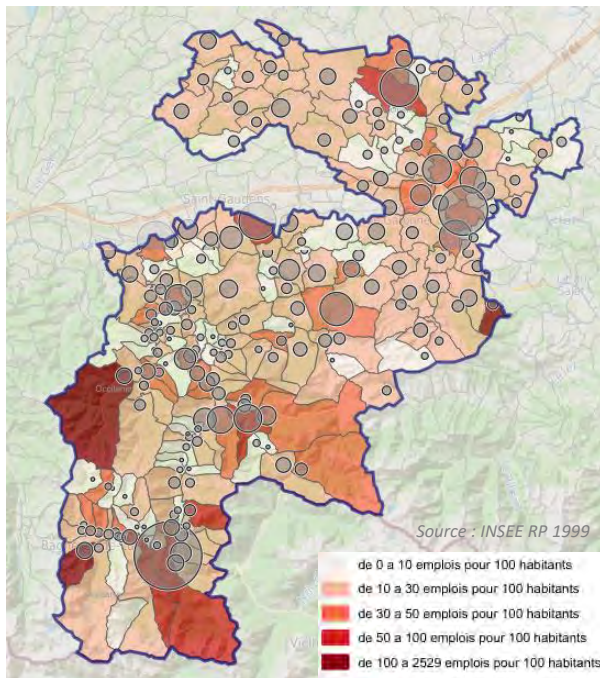 N 64
Saint-Gaudens
Occitanie
Source : INSEE RP 1999
de 0 a 10 emplois pour 100 habitants
de 10 a 30 emplois pour 100 habitants
de 30 a 50 emplois pour 100 habitants
de 50 a 100 emplois pour 100 habitants
de 100 a 2529 emplois pour 100 habitants